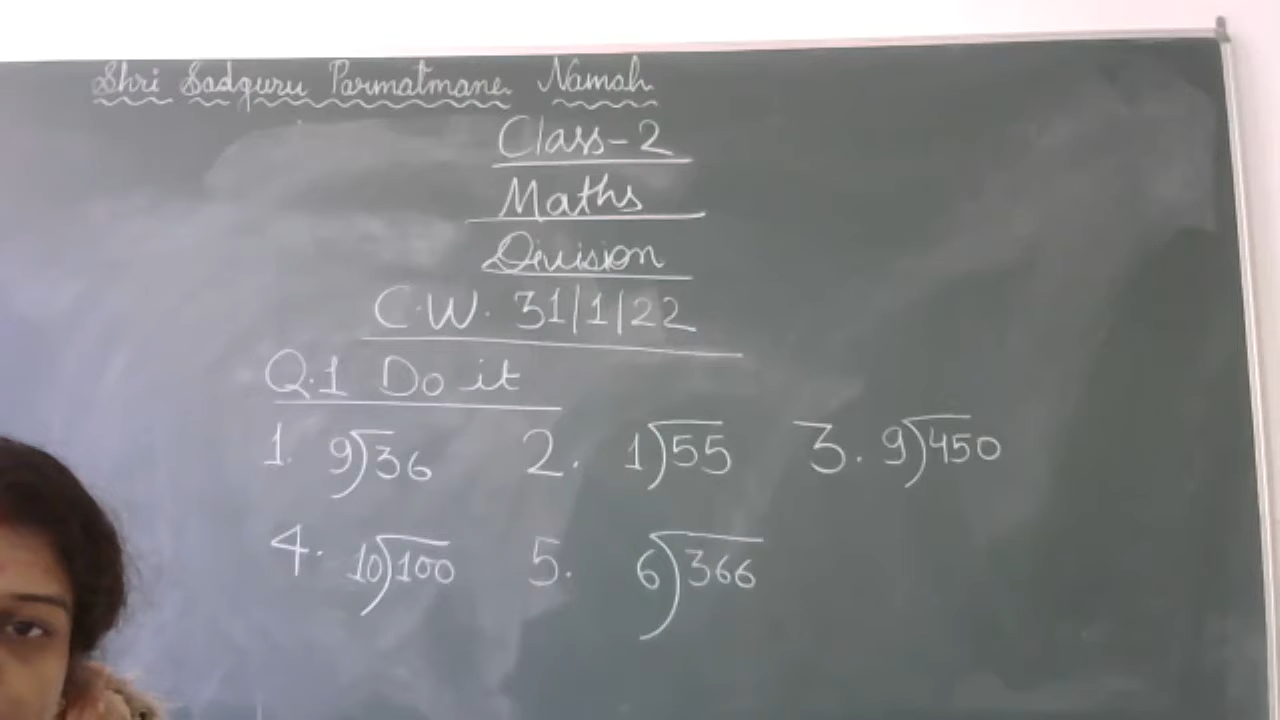 Shri Sadguru Parmatmane Namah
Class-2
Maths
Division
C.W. 31/1/22
Q.1 Do it
1. 9)36 2. 1)55 3. 9)450
4. 10)100 5. 6)366